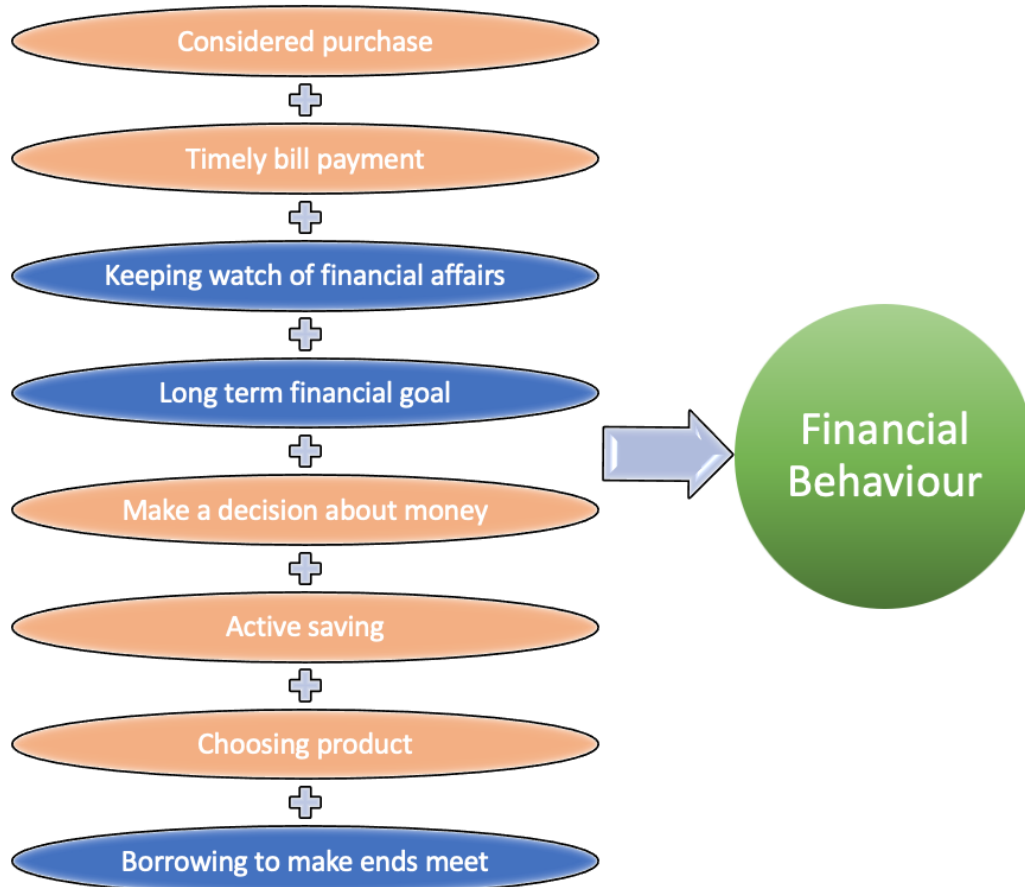 Considered purchase
Timely bill payment
Keeping watch of financial affairs
Long term financial goal
Make a decision about money
Active saving
Choosing product
Borrowing to make ends meet
Financial
Behaviour